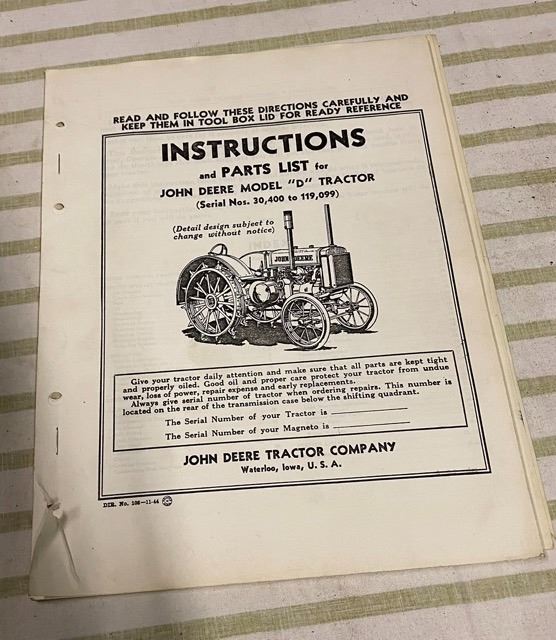 READ AND FOLLOW THESE DIRECTIONS CAREFULLY AND
KEEP THEM IN TOOL BOX LID FOR READY REFERENCE
INSTRUCTIONS
and PARTS LIST for
JOHN DEERE MODEL "D" TRACTOR
(Serial Nos. 30,400 to 119,099)
(Detail design subject to
change without notice)
JOHN DEERE
Give your tractor daily attention and make sure that all parts are kept tight
and properly oiled. Good oil and proper care protect your tractor from undue
wear, loss of power, repair expense and early replacements.
Always give serial number of tractor when ordering repairs. This number is
located on the rear of the transmission case below the shifting quadrant.
The Serial Number of your Tractor is
The Serial Number of your Magneto is
JOHN DEERE TRACTOR COMPANY
Waterloo, Iowa, U. S. A.
DIR. No. 106-11-44